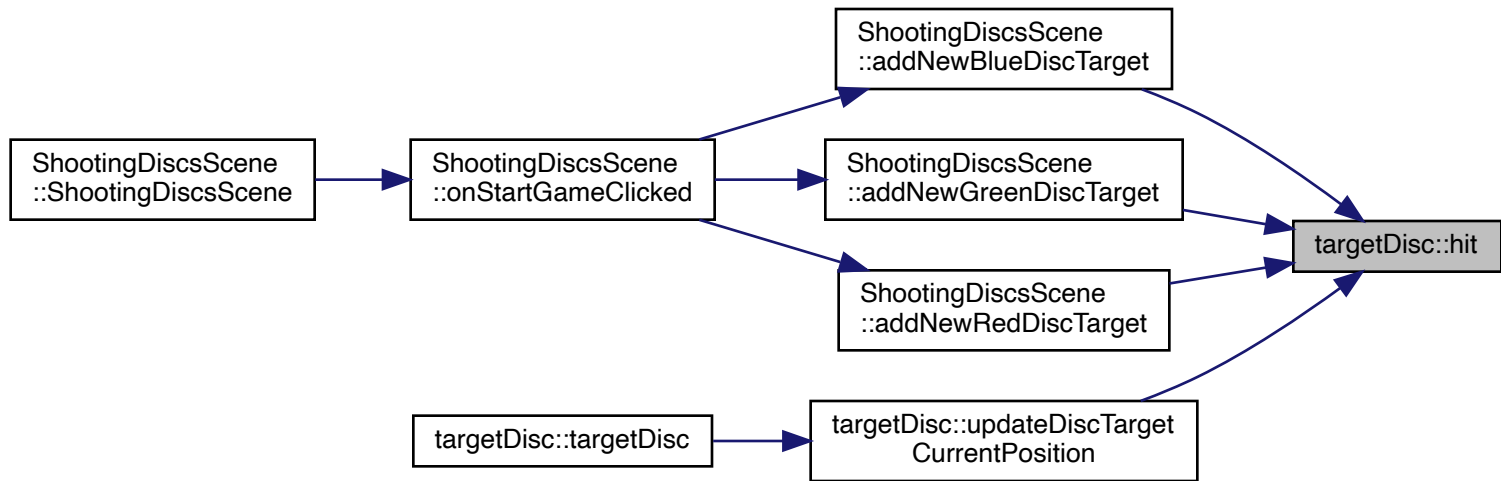 ShootingDiscsScene
::addNewBlueDiscTarget
ShootingDiscsScene
::ShootingDiscsScene
ShootingDiscsScene
::onStartGameClicked
ShootingDiscsScene
::addNewGreenDiscTarget
targetDisc::hit
ShootingDiscsScene
::addNewRedDiscTarget
targetDisc::targetDisc
targetDisc::updateDiscTarget
CurrentPosition